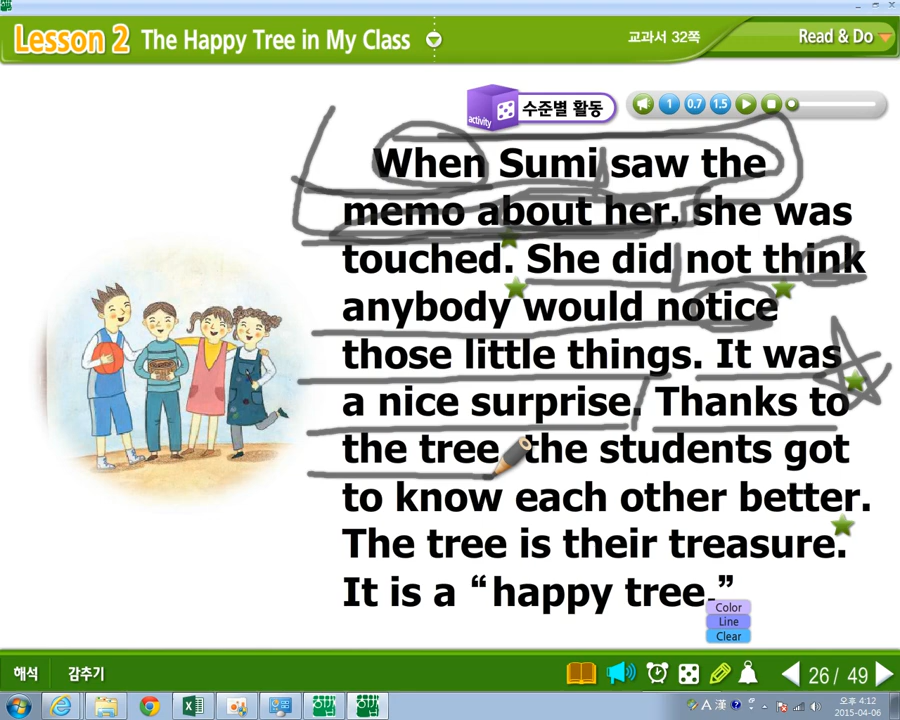 Lesson 2 The Happy Tree in My Class
교과서 32쪽
Read & Do
activity
수준별 활동
1 0.7 1.5
When Sumi saw the
memo about her, she was
touched. She did not think
anybody would notice
those little things. It was
a nice surprise. Thanks to
the tree, the students got
to know each other better.
The tree is their treasure.
It is a “happy tree.”
Color
Line
Clear
해석 감추기
26 / 49
A 漢
오후 4:12
2015-04-06